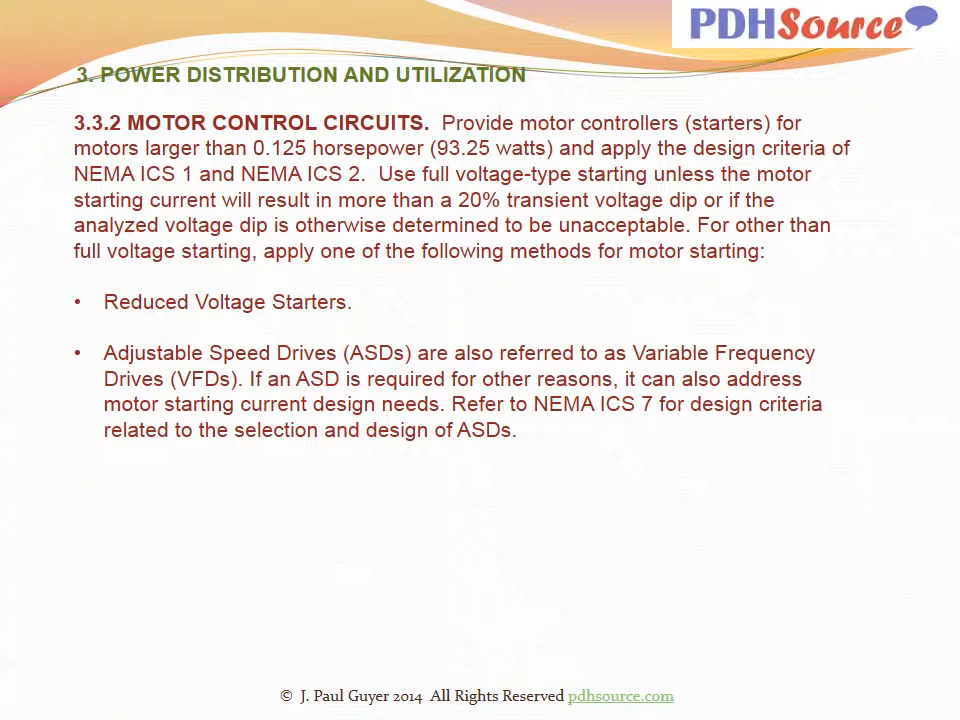 PDHSource
3. POWER DISTRIBUTION AND UTILIZATION
3.3.2 MOTOR CONTROL CIRCUITS. Provide motor controllers (starters) for
motors larger than 0.125 horsepower (93.25 watts) and apply the design criteria of
NEMA ICS 1 and NEMA ICS 2. Use full voltage-type starting unless the motor
starting current will result in more than a 20% transient voltage dip or if the
analyzed voltage dip is otherwise determined to be unacceptable. For other than
full voltage starting, apply one of the following methods for motor starting:
• Reduced Voltage Starters.
• Adjustable Speed Drives (ASDs) are also referred to as Variable Frequency
Drives (VFDs). If an ASD is required for other reasons, it can also address
motor starting current design needs. Refer to NEMA ICS 7 for design criteria
related to the selection and design of ASDs.
© J. Paul Guyer 2014 All Rights Reserved pdhsource.com